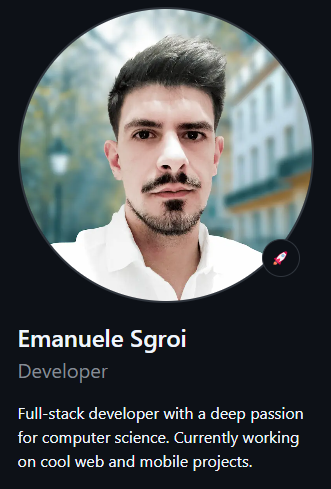 Emanuele Sgroi
Developer
Full-stack developer with a deep passion
for computer science. Currently working
on cool web and mobile projects.